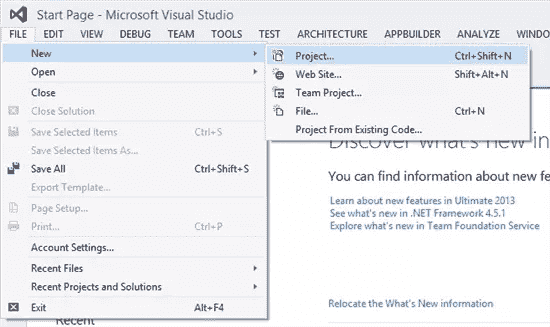 Start Page - Microsoft Visual Studio
FILE EDIT VIEW DEBUG TEAM TOOLS TEST ARCHITECTURE APPBUILDER ANALYZE
New
Open
Close
Close Solution
Save Selected Items Ctrl+S
Save Selected Items As...
Save All Ctrl+Shift+S
Export Template...
Page Setup...
Print... Ctrl+P
Account Settings...
Recent Files
Recent Projects and Solutions
Exit Alt+F4
Recent
Project... Ctrl+Shift+N
Web Site... Shift+Alt+N
Team Project...
File... Ctrl+N
Project From Existing Code...
Discover what's new in
You can find information about new
Learn about new features in Ultimate 2013
See what's new in .NET Framework 4.5.1
Explore what's new in Team Foundation Service
Relocate the What's New information